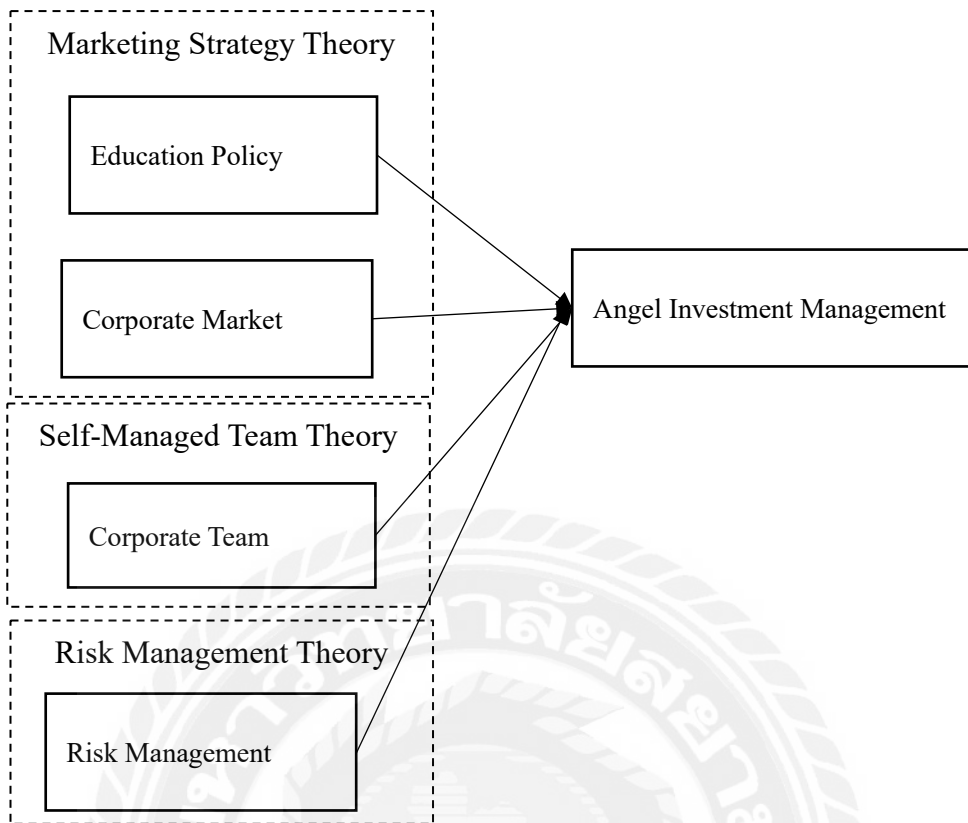 Marketing Strategy Theory
Education Policy
Corporate Market
Angel Investment Management
Self-Managed Team Theory
Corporate Team
Risk Management Theory
Risk Management